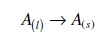 A(l) → A(s)